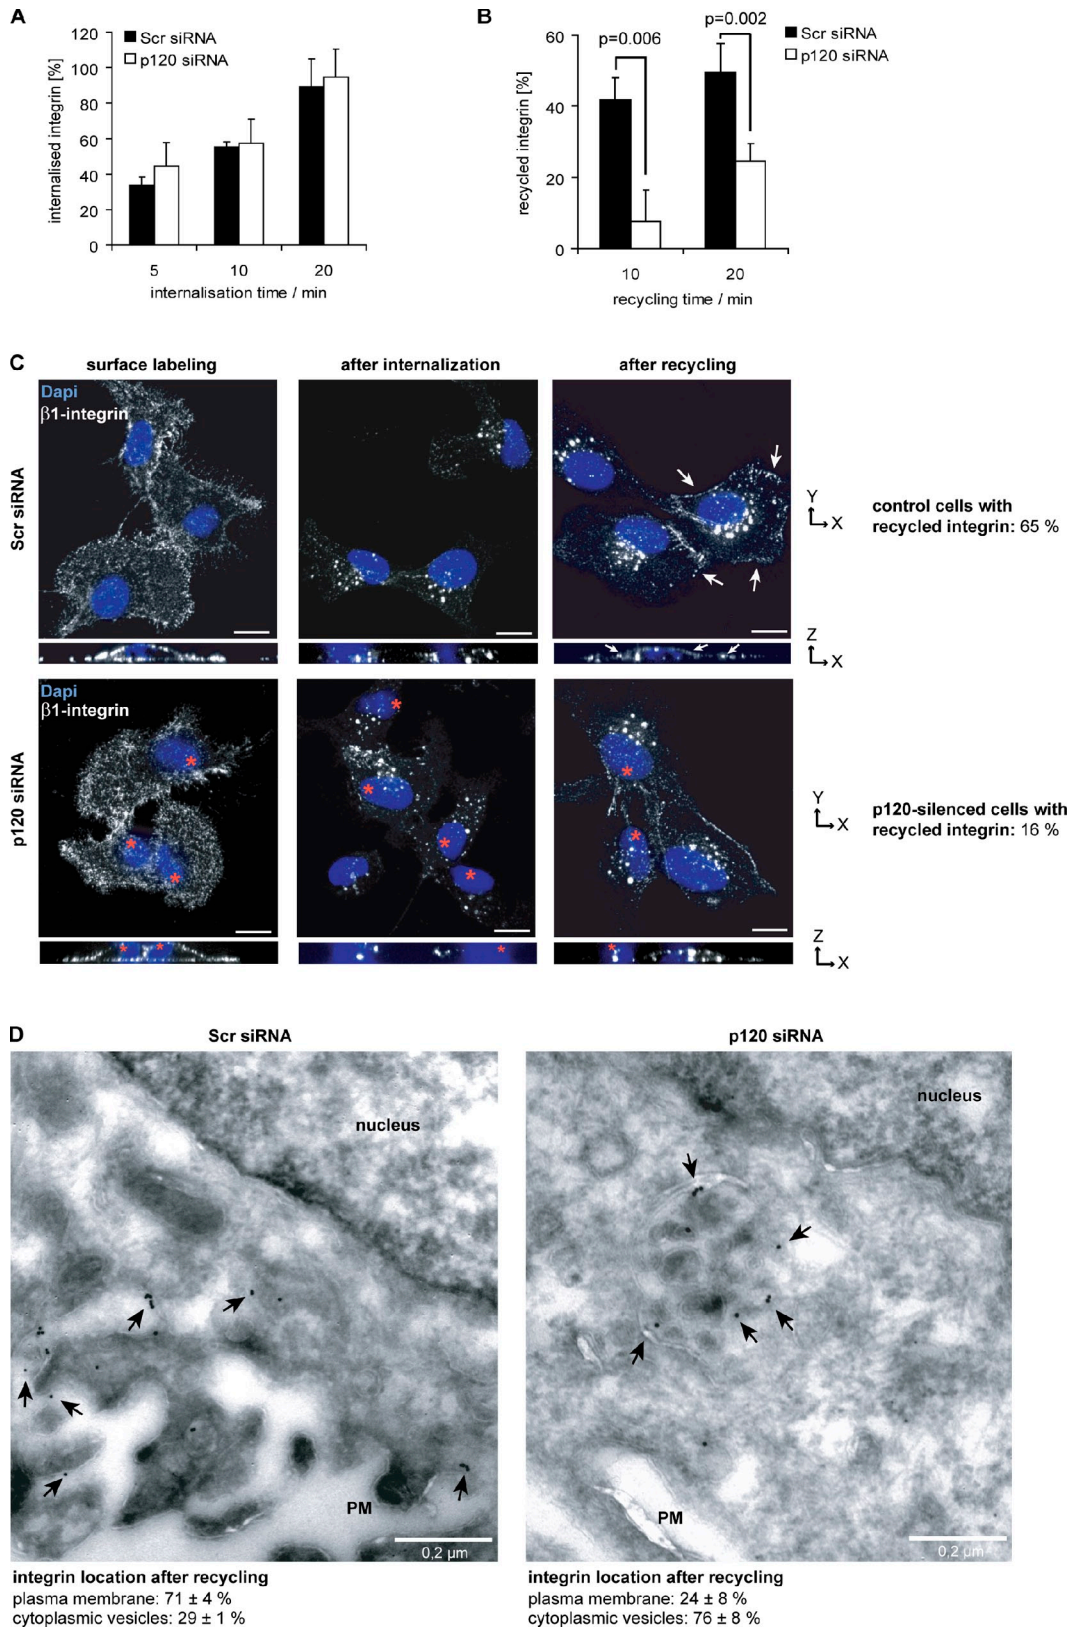 A
120
100
80
60
40
20
0
internalised integrin [%]
Scr siRNA
p120 siRNA
5 10 20
internalisation time / min
B
60
40
20
0
recycled integrin [%]
p=0.006
p=0.002
Scr siRNA
p120 siRNA
10 20
recycling time / min
C
surface labeling
after internalization
after recycling
Scr siRNA
Dapi
β1-integrin
Y
X
control cells with
recycled integrin: 65 %
Z
X
p120 siRNA
Dapi
β1-integrin
*
*
*
*
*
*
*
*
*
Y
X
p120-silenced cells with
recycled integrin: 16 %
*
*
*
*
Z
X
D
Scr siRNA
p120 siRNA
nucleus
PM
0,2 µm
nucleus
PM
0,2 µm
integrin location after recycling
plasma membrane: 71 ± 4 %
cytoplasmic vesicles: 29 ± 1 %
integrin location after recycling
plasma membrane: 24 ± 8 %
cytoplasmic vesicles: 76 ± 8 %